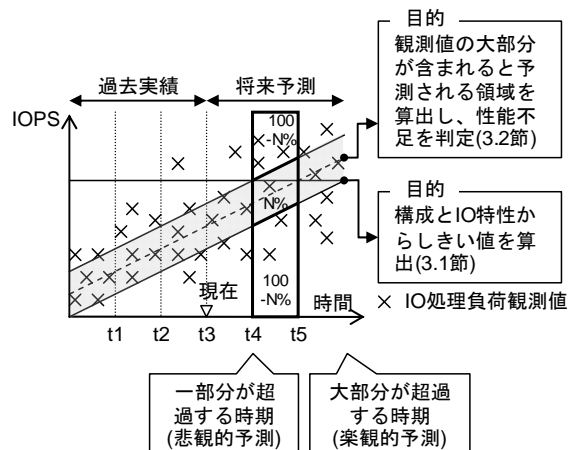 目的
観測値の大部分
が含まれると予
測される領域を
算出し、性能不
足を判定(3.2節)
過去実績
将来予測
IOPS
100
-N%
N%
100
-N%
目的
構成とIO特性か
らしきい値を算
出(3.1節)
現在
時間
× IO処理負荷観測値
t1
t2
t3
t4
t5
一部分が超
過する時期
(悲観的予測)
大部分が超過
する時期
(楽観的予測)